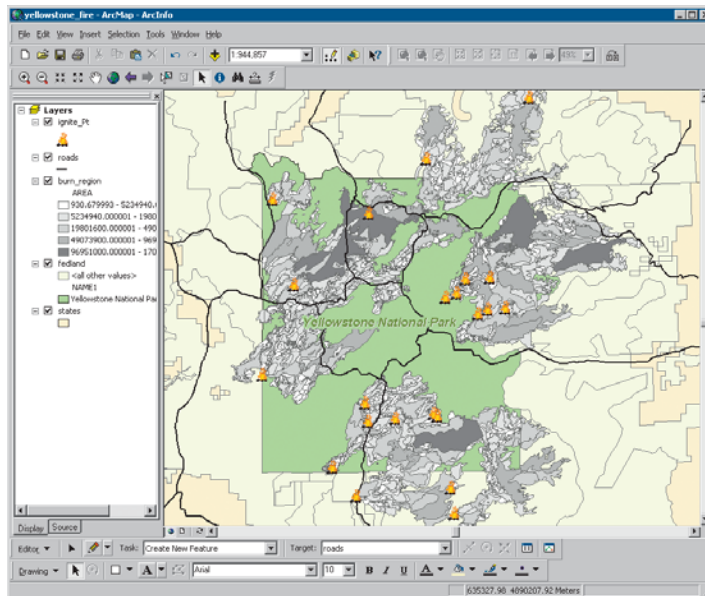 yellowstone_fire - ArcMap - ArcInfo
File Edit View Insert Selection Tools Window Help
1:944,857
49%
Layers
ignite_Pt
roads
burn_region
AREA
930.679993 - 5234940.
5234940.000001 - 1980
19801600.000001 - 490
49073900.000001 - 969
96951000.000001 - 170
fedland
<all other values>
NAME1
Yellowstone National Pa
states
Yellowstone National Park
Display Source
Editor Task: Create New Feature Target: roads
Drawing A Arial 10 B I U A
635327.98 4890207.92 Meters